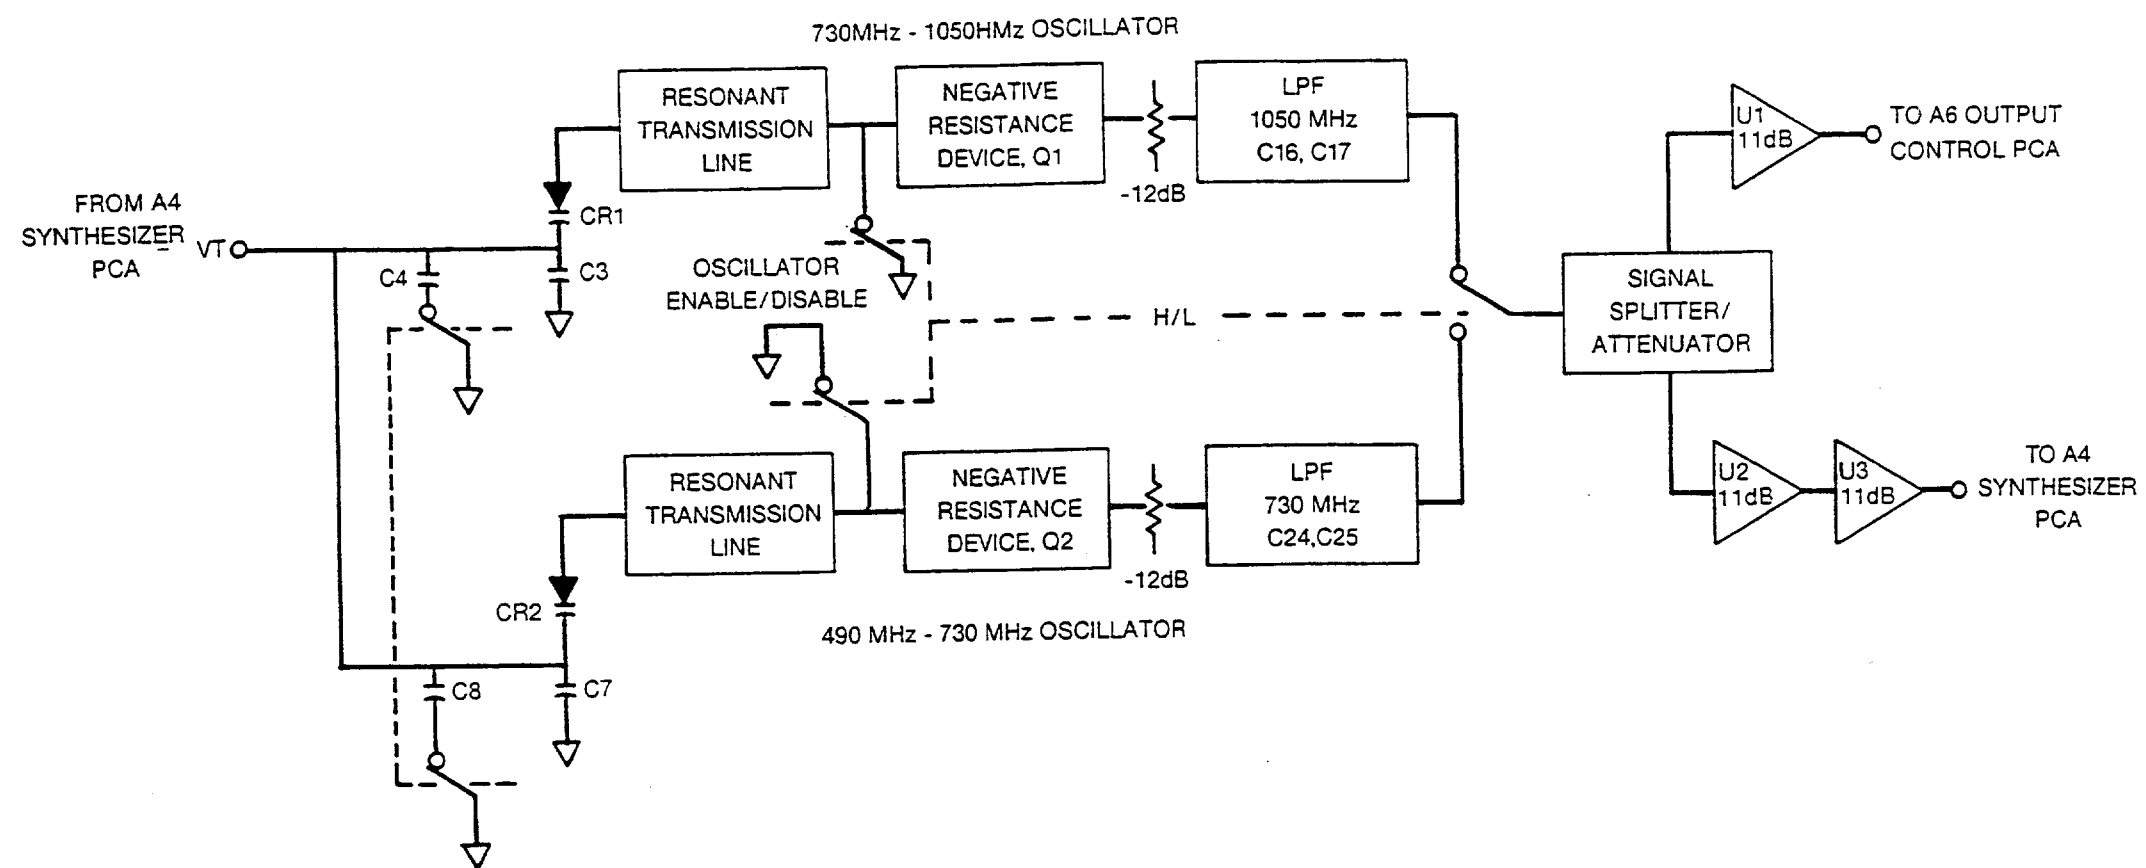 730MHz - 1050HMz OSCILLATOR
RESONANT
TRANSMISSION
LINE
NEGATIVE
RESISTANCE
DEVICE, Q1
-12dB
LPF
1050 MHz
C16, C17
U1
11dB
TO A6 OUTPUT
CONTROL PCA
FROM A4
SYNTHESIZER
PCA
VT
CR1
C4
C3
OSCILLATOR
ENABLE/DISABLE
H/L
SIGNAL
SPLITTER/
ATTENUATOR
RESONANT
TRANSMISSION
LINE
NEGATIVE
RESISTANCE
DEVICE, Q2
-12dB
LPF
730 MHz
C24,C25
U2
11dB
U3
11dB
TO A4
SYNTHESIZER
PCA
CR2
490 MHz - 730 MHz OSCILLATOR
C8
C7